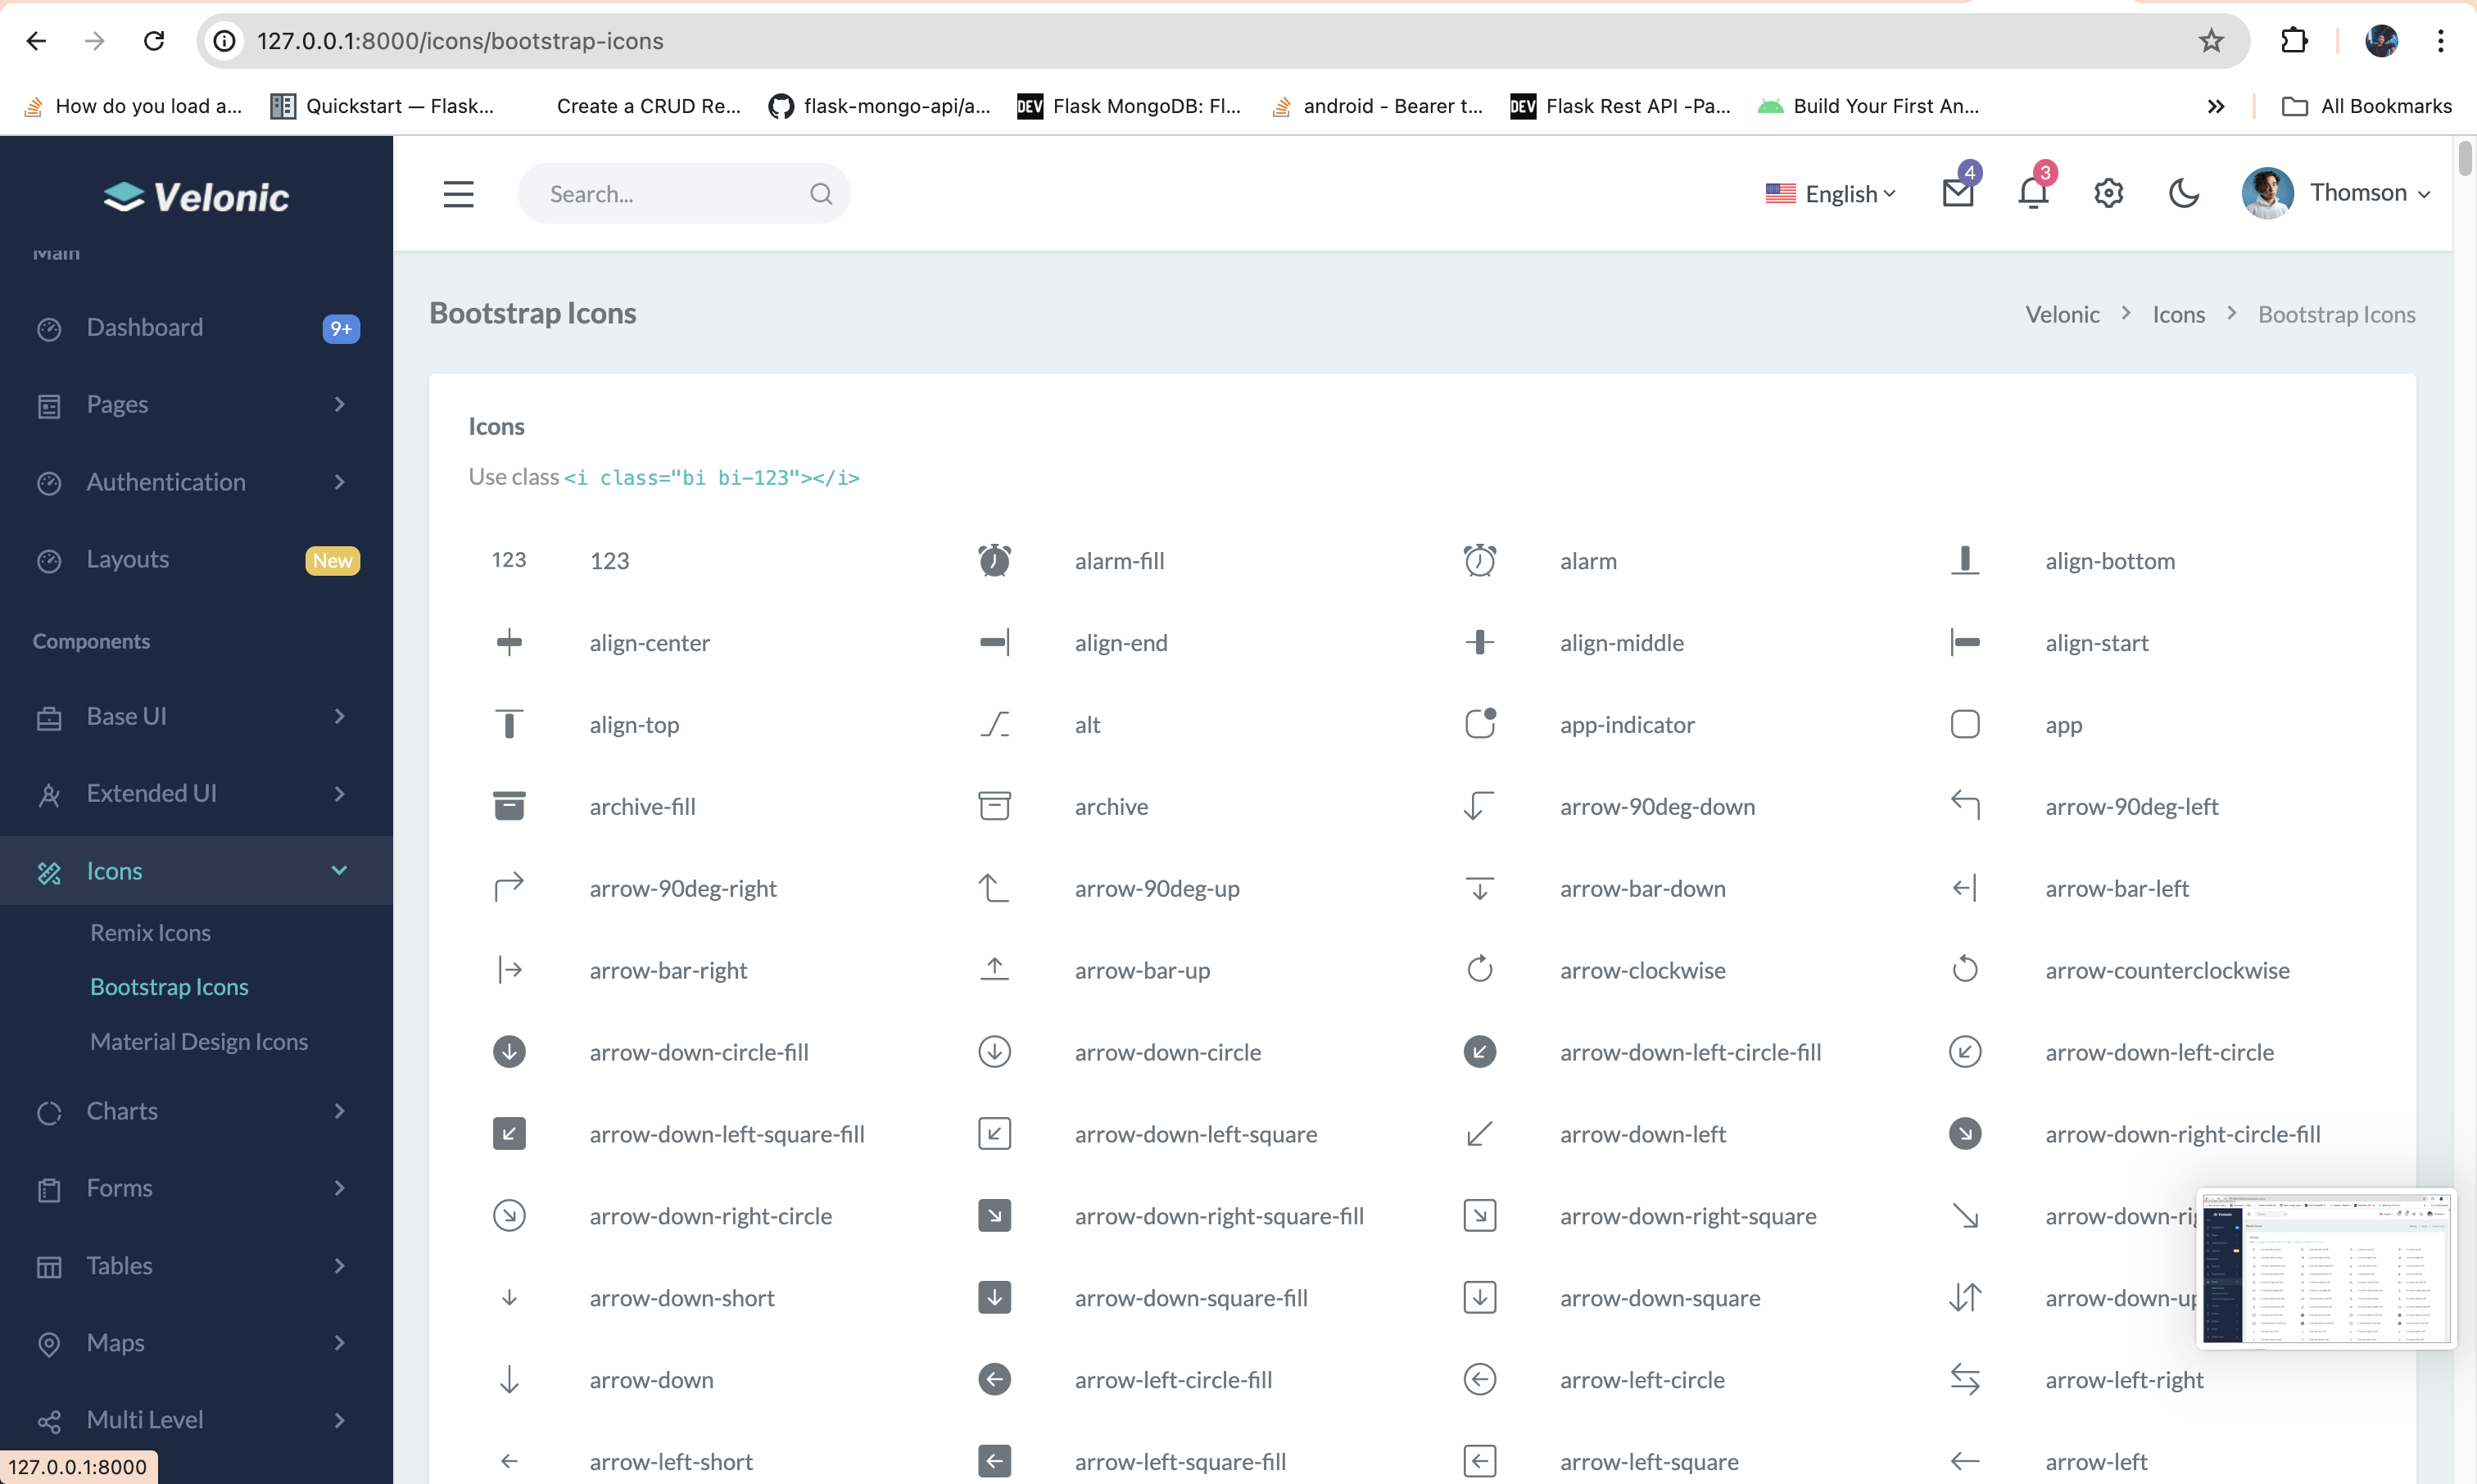 127.0.0.1:8000/icons/bootstrap-icons
How do you load a...
Quickstart — Flask...
Create a CRUD Re...
flask-mongo-api/a...
DEV Flask MongoDB: Fl...
android - Bearer t...
DEV Flask Rest API -Pa...
Build Your First An...
All Bookmarks
Velonic
Search...
English
4
3
Thomson
Main
Dashboard 9+
Pages
Authentication
Layouts New
Components
Base UI
Extended UI
Icons
Remix Icons
Bootstrap Icons
Material Design Icons
Charts
Forms
Tables
Maps
Multi Level
127.0.0.1:8000
Bootstrap Icons
Velonic > Icons > Bootstrap Icons
Icons
Use class <i class="bi bi-123"></i>
123 123 alarm-fill alarm align-bottom
align-center align-end align-middle align-start
align-top alt app-indicator app
archive-fill archive arrow-90deg-down arrow-90deg-left
arrow-90deg-right arrow-90deg-up arrow-bar-down arrow-bar-left
arrow-bar-right arrow-bar-up arrow-clockwise arrow-counterclockwise
arrow-down-circle-fill arrow-down-circle arrow-down-left-circle-fill arrow-down-left-circle
arrow-down-left-square-fill arrow-down-left-square arrow-down-left arrow-down-right-circle-fill
arrow-down-right-circle arrow-down-right-square-fill arrow-down-right-square arrow-down-ri
arrow-down-short arrow-down-square-fill arrow-down-square arrow-down-up
arrow-down arrow-left-circle-fill arrow-left-circle arrow-left-right
arrow-left-short arrow-left-square-fill arrow-left-square arrow-left